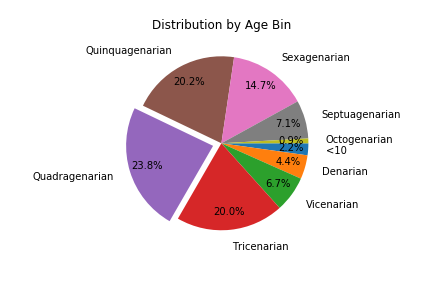 Distribution by Age Bin
Quinquagenarian
Sexagenarian
20.2%
14.7%
Septuagenarian
7.1%
Octogenarian
0.9%
<10
2.2%
Denarian
4.4%
Quadragenarian
23.8%
6.7%
Vicenarian
20.0%
Tricenarian